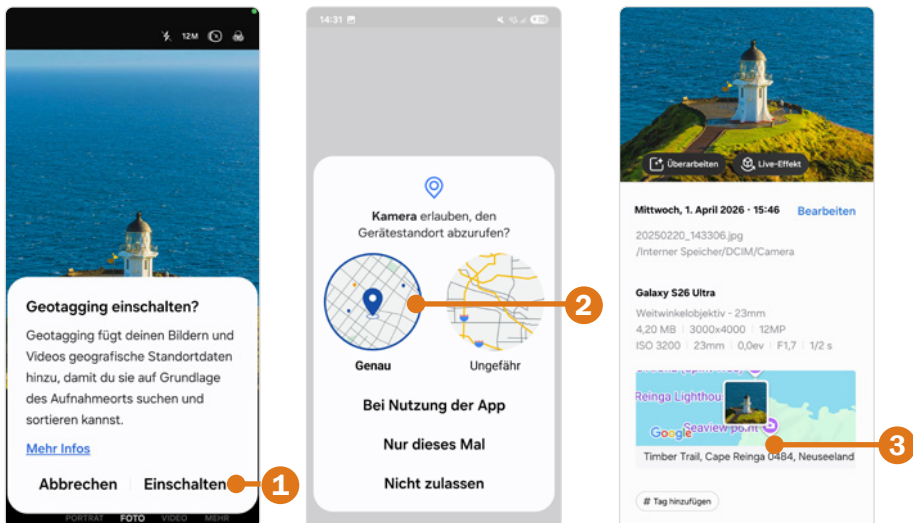 12M
Geotagging einschalten?
Geotagging fügt deinen Bildern und
Videos geografische Standortdaten
hinzu, damit du sie auf Grundlage
des Aufnahmeorts suchen und
sortieren kannst.
Mehr Infos
Abbrechen Einschalten
1
PORTRÄT FOTO VIDEO MEHR
14:31
Kamera erlauben, den
Gerätestandort abzurufen?
2
Genau Ungefähr
Bei Nutzung der App
Nur dieses Mal
Nicht zulassen
Überarbeiten Live-Effekt
Mittwoch, 1. April 2026 · 15:46 Bearbeiten
20250220_143306.jpg
/Interner Speicher/DCIM/Camera
Galaxy S26 Ultra
Weitwinkelobjektiv - 23mm
4,20 MB 3000x4000 12MP
ISO 3200 23mm 0,0ev F1,7 1/2 s
Reinga
Google Seaview point
3
Timber Trail, Cape Reinga 0484, Neuseeland
# Tag hinzufügen